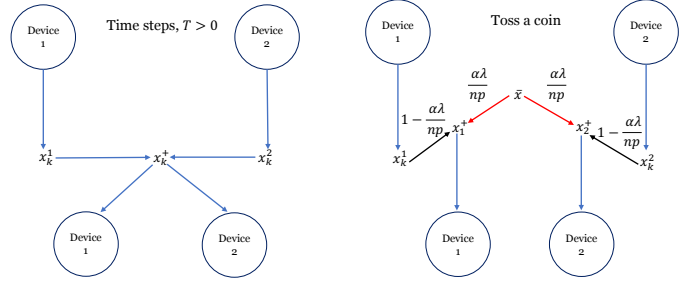 Device
1
Time steps, T > 0
Device
2
x_k^1
x_k^+
x_k^2
Device
1
Device
2
Device
1
Toss a coin
Device
2
αλ/np
x̄
αλ/np
1 − αλ/np
x_1^+
x_2^+
1 − αλ/np
x_k^1
x_k^2
Device
1
Device
2